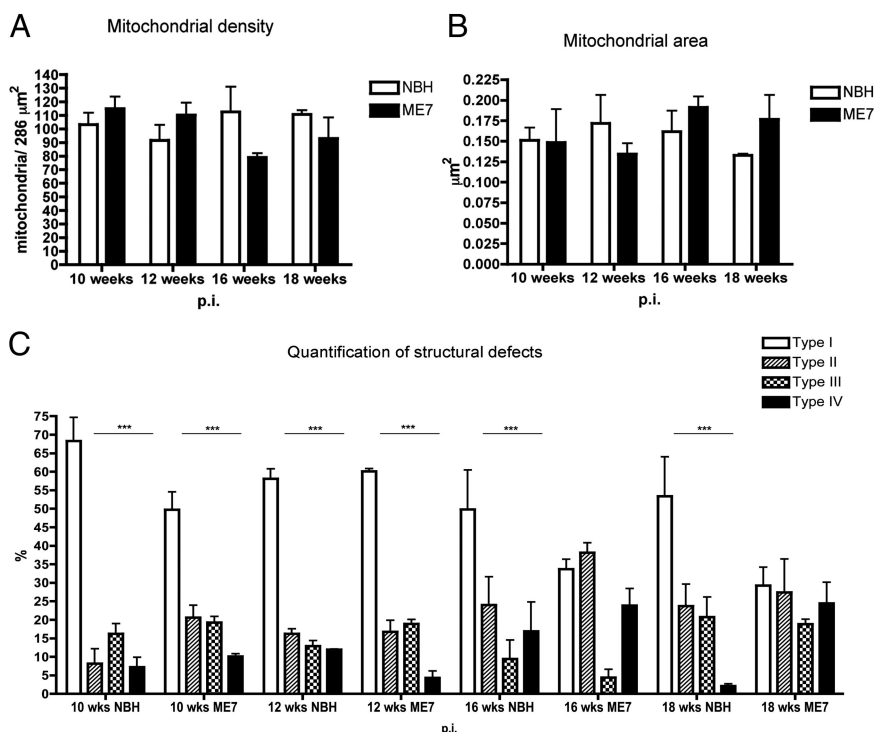 A
Mitochondrial density
mitochondria/ 286 µm²
140
130
120
110
100
90
80
70
60
50
40
30
20
10
0
10 weeks 12 weeks 16 weeks 18 weeks
p.i.
NBH
ME7
B
Mitochondrial area
µm²
0.225
0.200
0.175
0.150
0.125
0.100
0.075
0.050
0.025
0.000
10 weeks 12 weeks 16 weeks 18 weeks
p.i.
NBH
ME7
C
Quantification of structural defects
Type I
Type II
Type III
Type IV
%
75
70
65
60
55
50
45
40
35
30
25
20
15
10
5
0
*** *** *** *** *** ***
10 wks NBH 10 wks ME7 12 wks NBH 12 wks ME7 16 wks NBH 16 wks ME7 18 wks NBH 18 wks ME7
p.i.